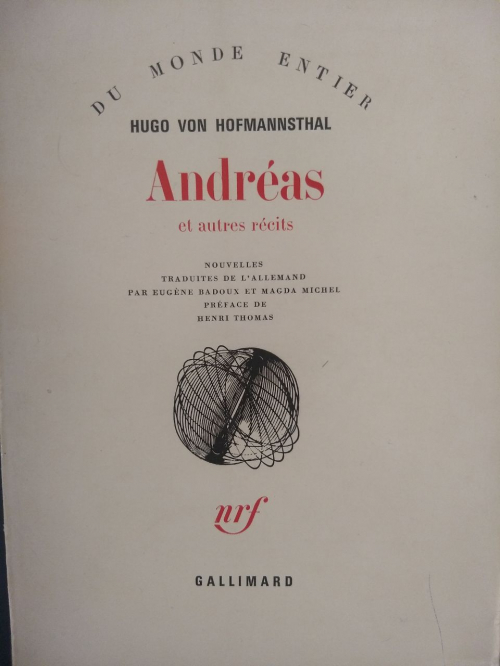 DU MONDE ENTIER
HUGO VON HOFMANNSTHAL
Andréas
et autres récits
NOUVELLES
TRADUITES DE L'ALLEMAND
PAR EUGÈNE BADOUX ET MAGDA MICHEL
PRÉFACE DE
HENRI THOMAS
nrf
GALLIMARD